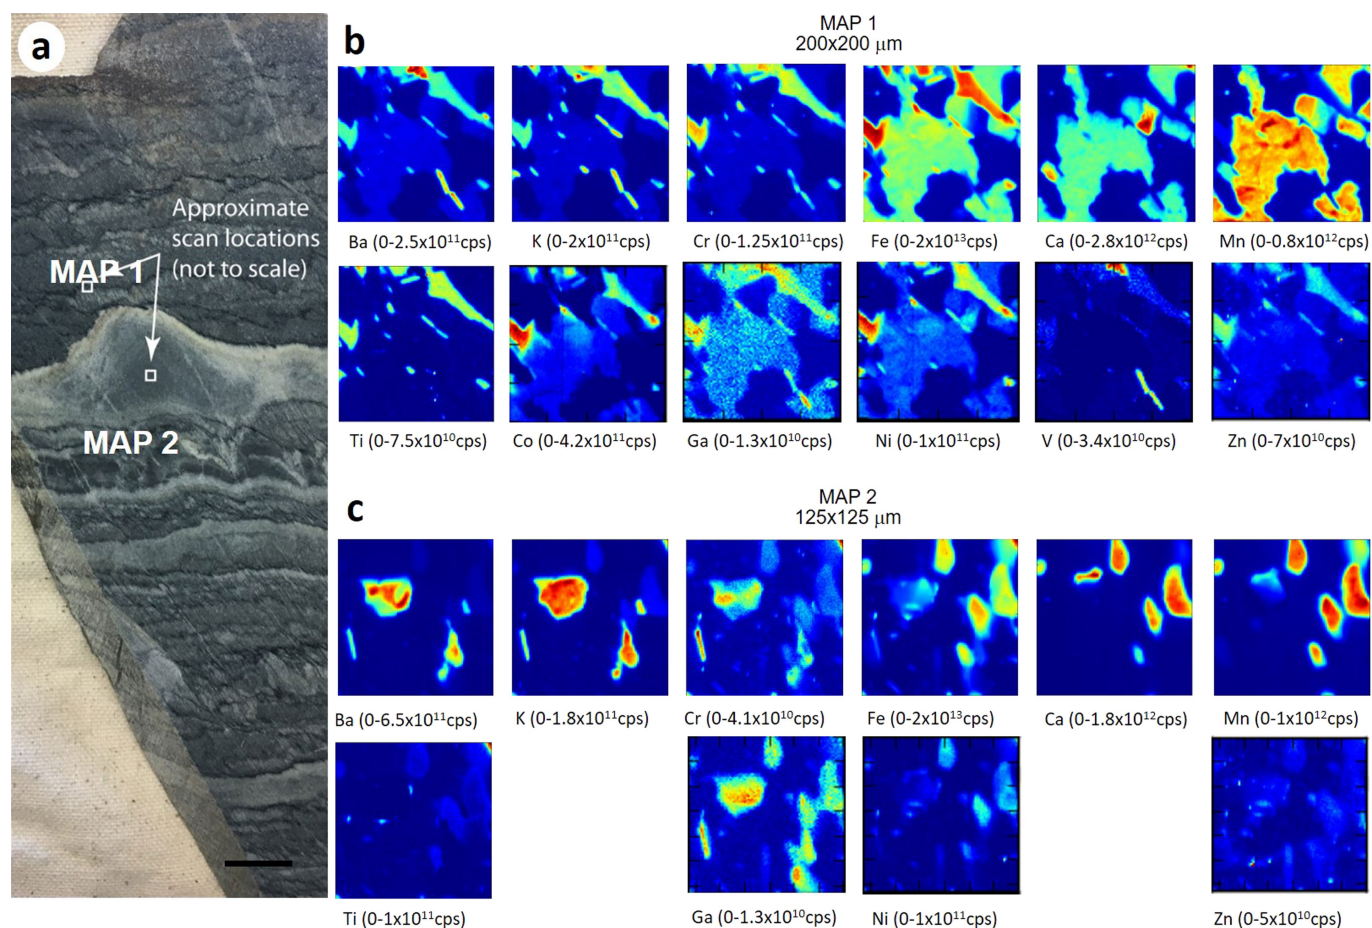 a
Approximate
scan locations
(not to scale)
MAP 1
MAP 2
b
MAP 1
200x200 µm
Ba (0-2.5x10¹¹cps)
K (0-2x10¹¹cps)
Cr (0-1.25x10¹¹cps)
Fe (0-2x10¹³cps)
Ca (0-2.8x10¹²cps)
Mn (0-0.8x10¹²cps)
Ti (0-7.5x10¹⁰cps)
Co (0-4.2x10¹¹cps)
Ga (0-1.3x10¹⁰cps)
Ni (0-1x10¹¹cps)
V (0-3.4x10¹⁰cps)
Zn (0-7x10¹⁰cps)
c
MAP 2
125x125 µm
Ba (0-6.5x10¹¹cps)
K (0-1.8x10¹¹cps)
Cr (0-4.1x10¹⁰cps)
Fe (0-2x10¹³cps)
Ca (0-1.8x10¹²cps)
Mn (0-1x10¹²cps)
Ti (0-1x10¹¹cps)
Ga (0-1.3x10¹⁰cps)
Ni (0-1x10¹¹cps)
Zn (0-5x10¹⁰cps)